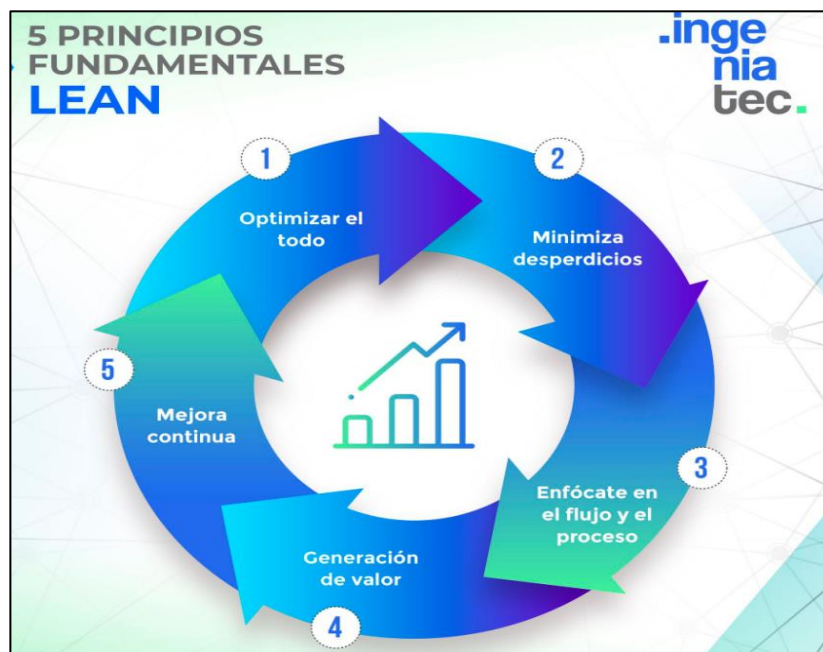 5 PRINCIPIOS
FUNDAMENTALES
LEAN
.inge
nia
tec.
1
Optimizar el
todo
2
Minimiza
desperdicios
3
Enfócate en
el flujo y el
proceso
4
Generación
de valor
5
Mejora
continua